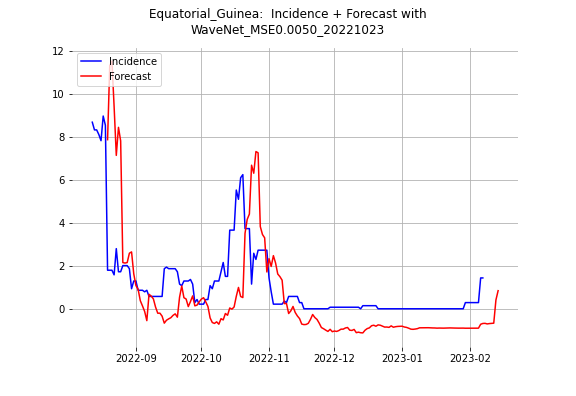 Equatorial_Guinea:  Incidence + Forecast with
WaveNet_MSE0.0050_20221023
Incidence
Forecast
12
10
8
6
4
2
0
2022-09 2022-10 2022-11 2022-12 2023-01 2023-02